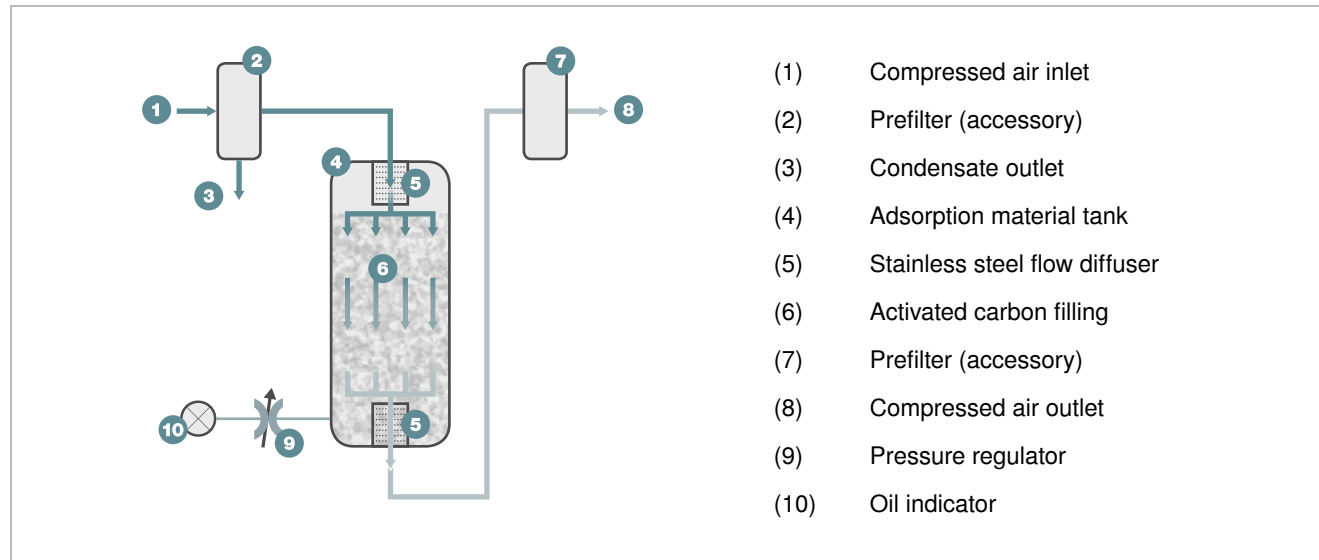 2
7
1
8
4
5
3
6
5
10
9
(1) Compressed air inlet
(2) Prefilter (accessory)
(3) Condensate outlet
(4) Adsorption material tank
(5) Stainless steel flow diffuser
(6) Activated carbon filling
(7) Prefilter (accessory)
(8) Compressed air outlet
(9) Pressure regulator
(10) Oil indicator